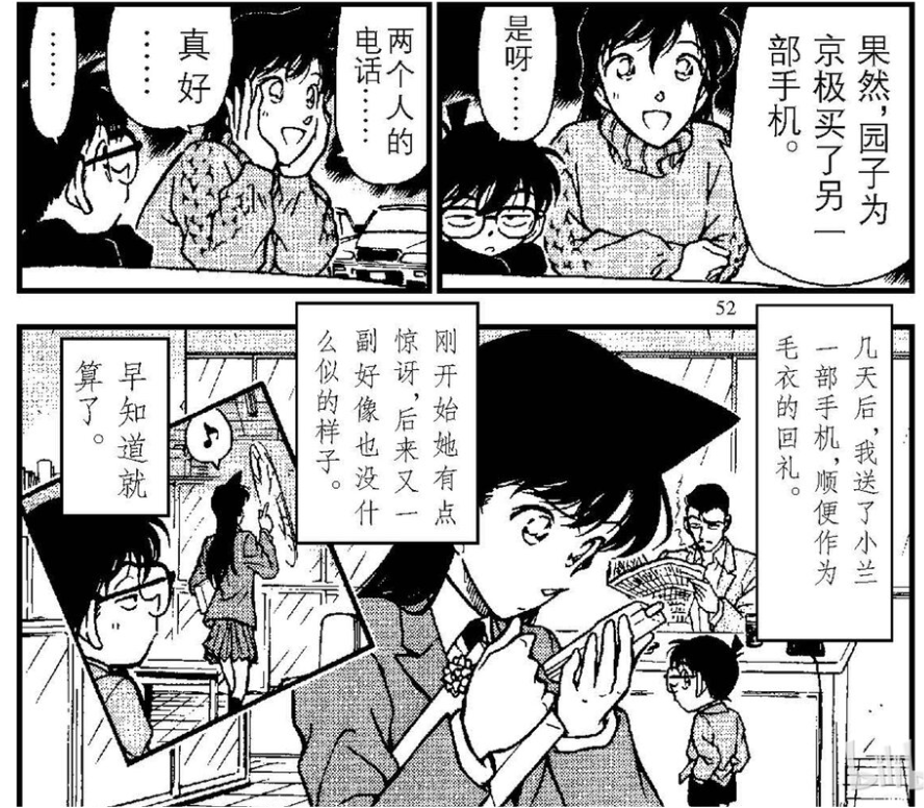 果然，园子为
京极买了另一
部手机。
是呀
……
两个人的
电话……
真好
……
……
52
几天后，我送了小兰
一部手机，顺便作为
毛衣的回礼。
刚开始她有点
惊讶，后来又一
副好像也没什
么似的样子。
早知道就
算了。